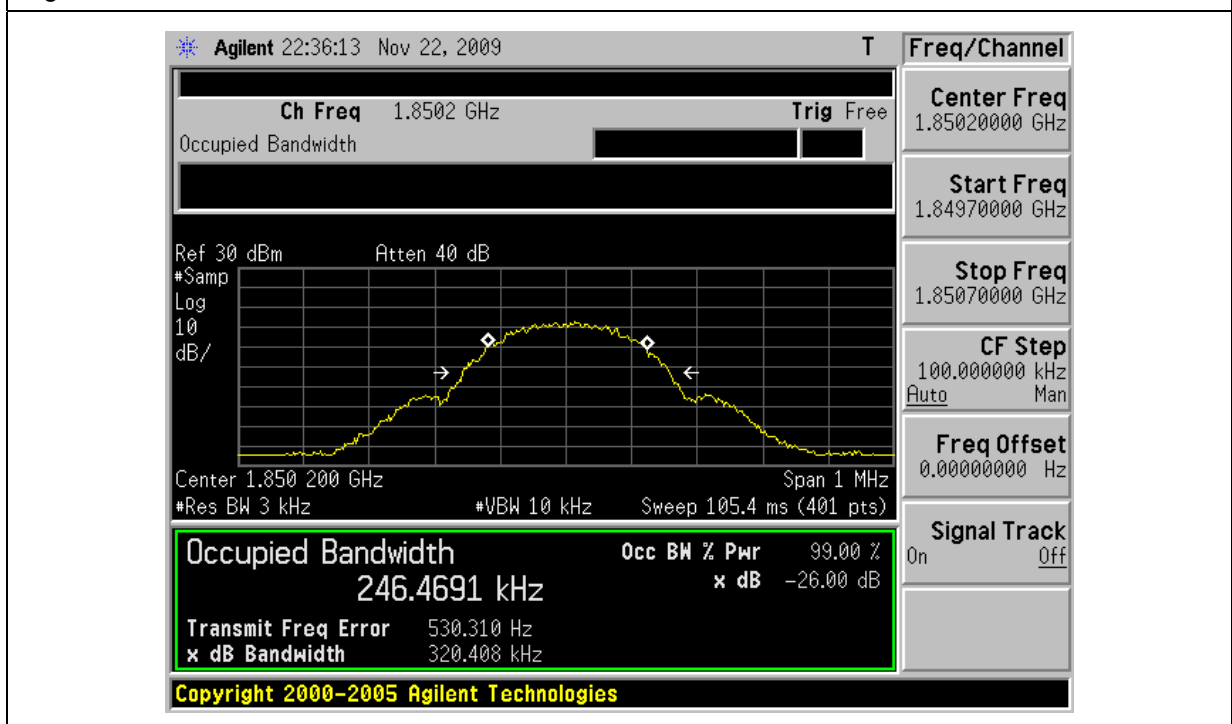 Agilent 22:36:13 Nov 22, 2009 T
Ch Freq 1.8502 GHz Trig Free
Occupied Bandwidth
Ref 30 dBm Atten 40 dB
#Samp
Log
10
dB/
Center 1.850 200 GHz Span 1 MHz
#Res BW 3 kHz #VBW 10 kHz Sweep 105.4 ms (401 pts)
Occupied Bandwidth Occ BW % Pwr 99.00 %
246.4691 kHz x dB -26.00 dB
Transmit Freq Error 530.310 Hz
x dB Bandwidth 320.408 kHz
Copyright 2000-2005 Agilent Technologies
Freq/Channel
Center Freq
1.85020000 GHz
Start Freq
1.84970000 GHz
Stop Freq
1.85070000 GHz
CF Step
100.000000 kHz
Auto Man
Freq Offset
0.00000000 Hz
Signal Track
On Off